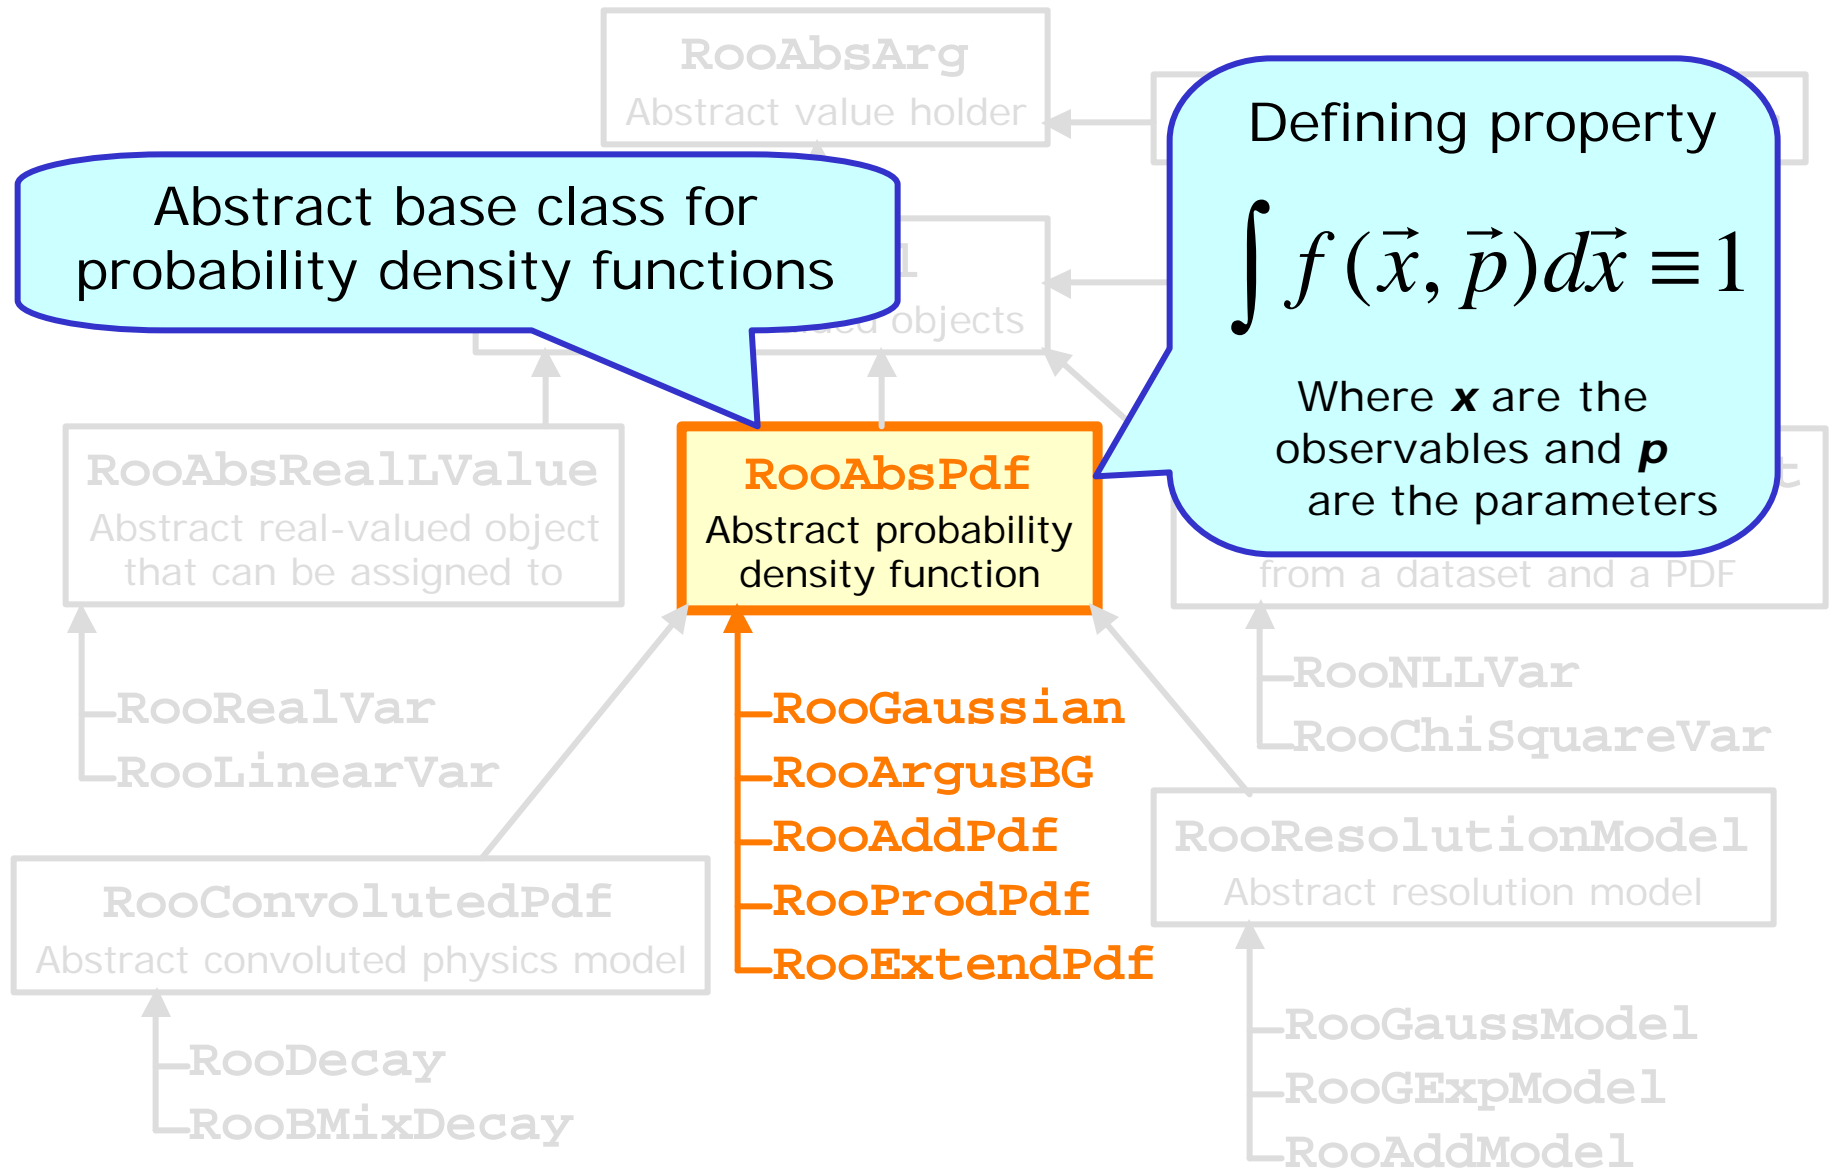 RooAbsArg
Abstract value holder
Defining property
∫ f (x⃗, p⃗)dx⃗ ≡ 1
Where x are the
observables and p
are the parameters
Abstract base class for
probability density functions
objects
RooAbsRealLValue
Abstract real-valued object
that can be assigned to
RooAbsPdf
Abstract probability
density function
from a dataset and a PDF
RooRealVar
RooLinearVar
RooGaussian
RooArgusBG
RooAddPdf
RooProdPdf
RooExtendPdf
RooNLLVar
RooChiSquareVar
RooConvolutedPdf
Abstract convoluted physics model
RooResolutionModel
Abstract resolution model
RooDecay
RooBMixDecay
RooGaussModel
RooGExpModel
RooAddModel